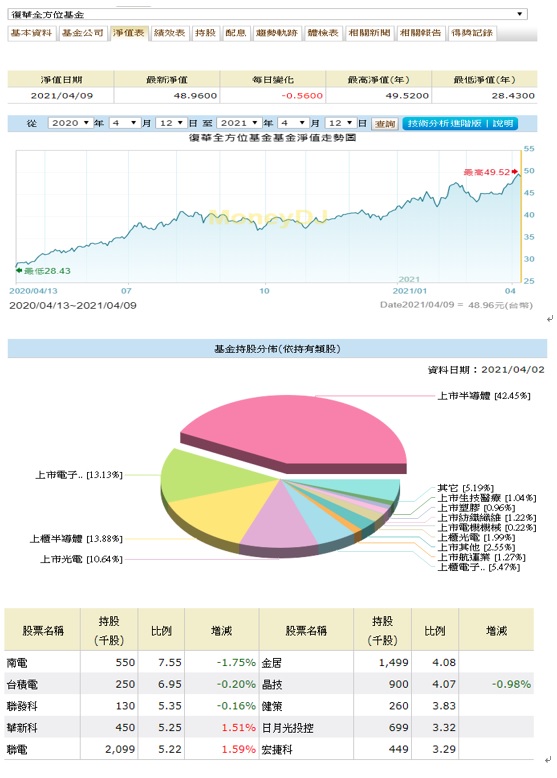 復華全方位基金
基本資料 基金公司 淨值表 績效表 持股 配息 趨勢軌跡 體檢表 相關新聞 相關報告 得時記錄
淨值日期 最新淨值 每日變化 最高淨值(年) 最低淨值(年)
2021/04/09 48.9600 -0.5600 49.5200 28.4300
從 2020 年 4 月 12 日 至 2021 年 4 月 12 日 查詢 技術分析進階版 | 說明
復華全方位基金基金淨值走勢圖
55
50
最高49.52
45
MoneyDJ
40
35
30
最低28.43
25
2021
2020/04/13 07 10 2021/01 04
2020/04/13~2021/04/09 Date2021/04/09 = 48.96元(台幣)
基金持股分佈(依持有類股)
資料日期：2021/04/02
上市半導體 [42.45%]
上市電子.. [13.13%]
上櫃半導體 [13.88%]
上市光電 [10.64%]
其它 [5.19%]
上市生技醫療 [1.04%]
上市塑膠 [0.96%]
上市紡織纖維 [1.22%]
上市電機機械 [0.22%]
上櫃光電 [1.99%]
上市其他 [2.55%]
上市航運業 [1.27%]
上櫃電子.. [5.47%]
股票名稱 持股(千股) 比例 增減 股票名稱 持股(千股) 比例 增減
南電 550 7.55 -1.75% 金居 1,499 4.08
台積電 250 6.95 -0.20% 晶技 900 4.07 -0.98%
聯發科 130 5.35 -0.16% 健策 260 3.83
華新科 450 5.25 1.51% 日月光投控 699 3.32
聯電 2,099 5.22 1.59% 宏捷科 449 3.29